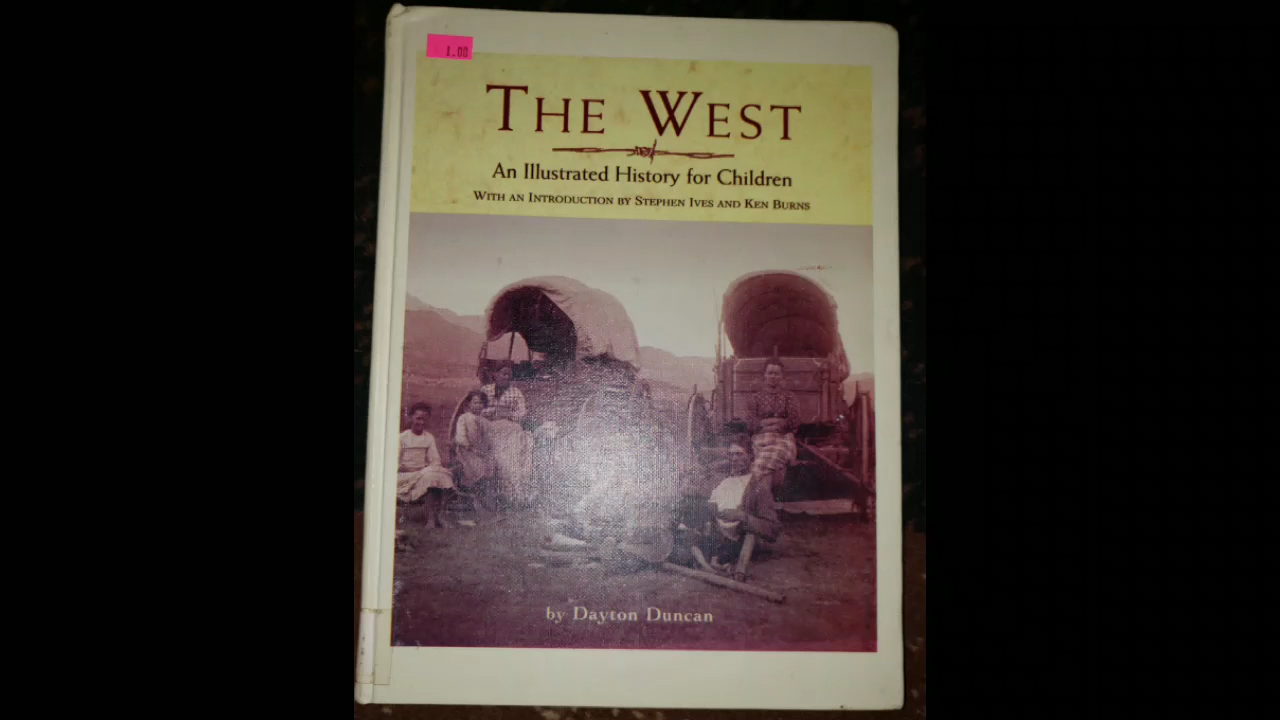 1.00
THE WEST
An Illustrated History for Children
WITH AN INTRODUCTION BY STEPHEN IVES AND KEN BURNS
by Dayton Duncan